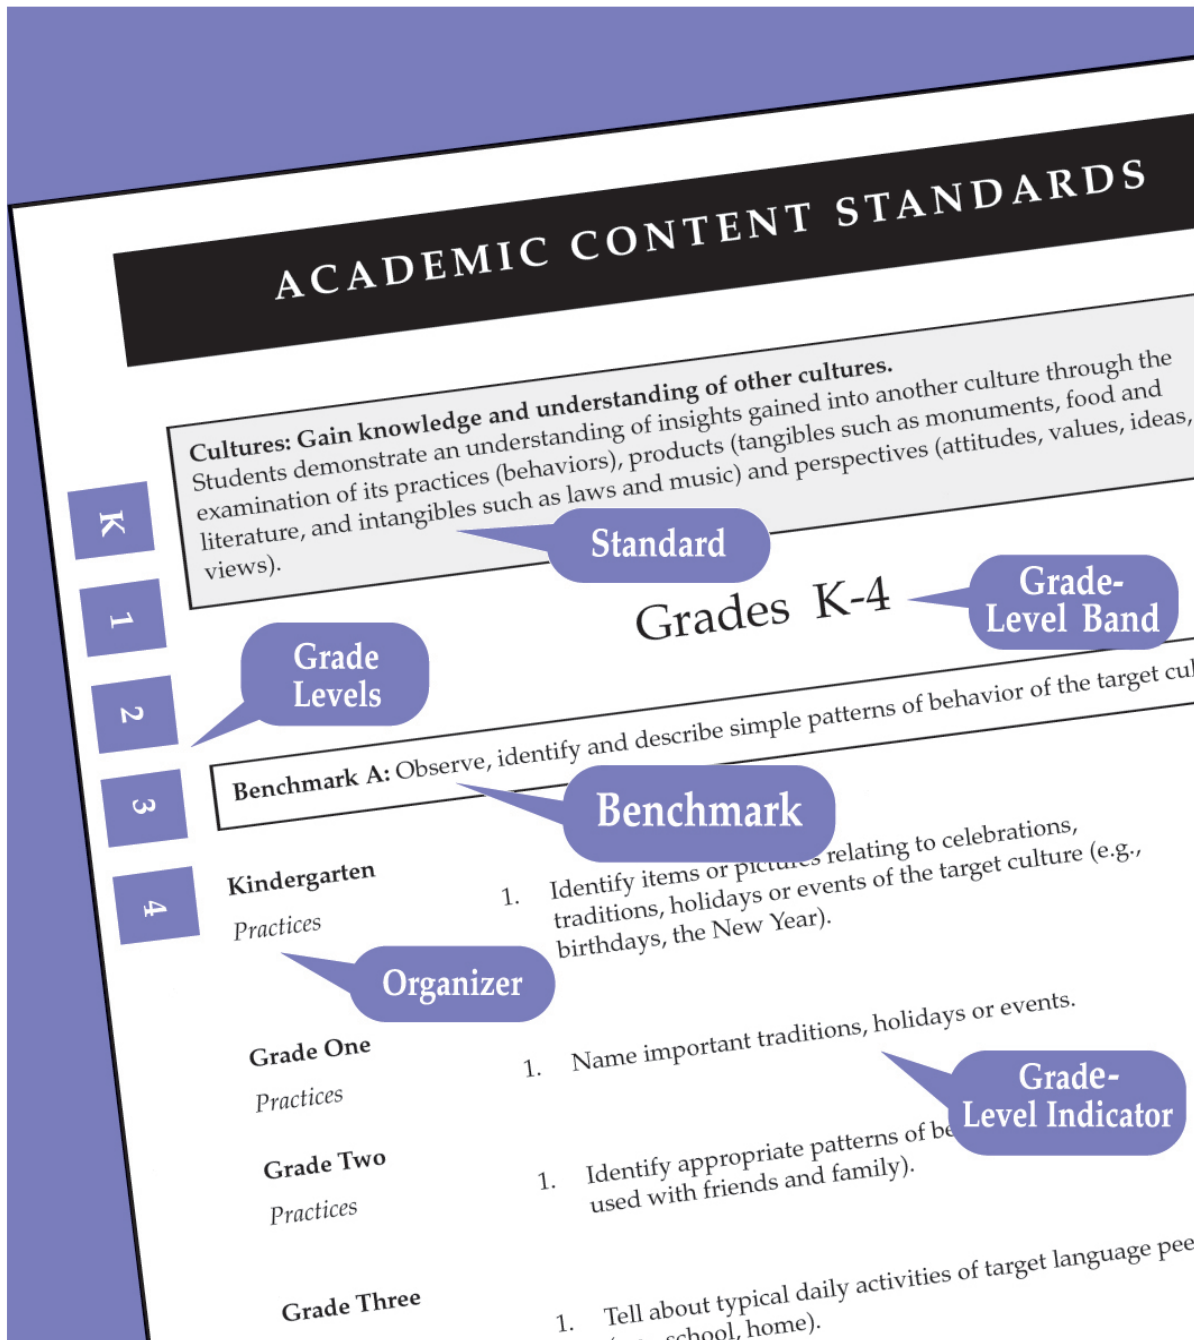 ACADEMIC CONTENT STANDARDS
Cultures: Gain knowledge and understanding of other cultures.
Students demonstrate an understanding of insights gained into another culture through the
examination of its practices (behaviors), products (tangibles such as monuments, food and
literature, and intangibles such as laws and music) and perspectives (attitudes, values, ideas,
views).
Standard
K
1
2
3
4
Grades K-4
Grade-
Level Band
Grade
Levels
Benchmark A: Observe, identify and describe simple patterns of behavior of the target
Benchmark
Kindergarten
Practices
1. Identify items or pictures relating to celebrations,
traditions, holidays or events of the target culture (e.g.,
birthdays, the New Year).
Organizer
Grade One
Practices
1. Name important traditions, holidays or events.
Grade-
Level Indicator
Grade Two
Practices
1. Identify appropriate patterns of
used with friends and family).
Grade Three
1. Tell about typical daily activities of target language
school, home).